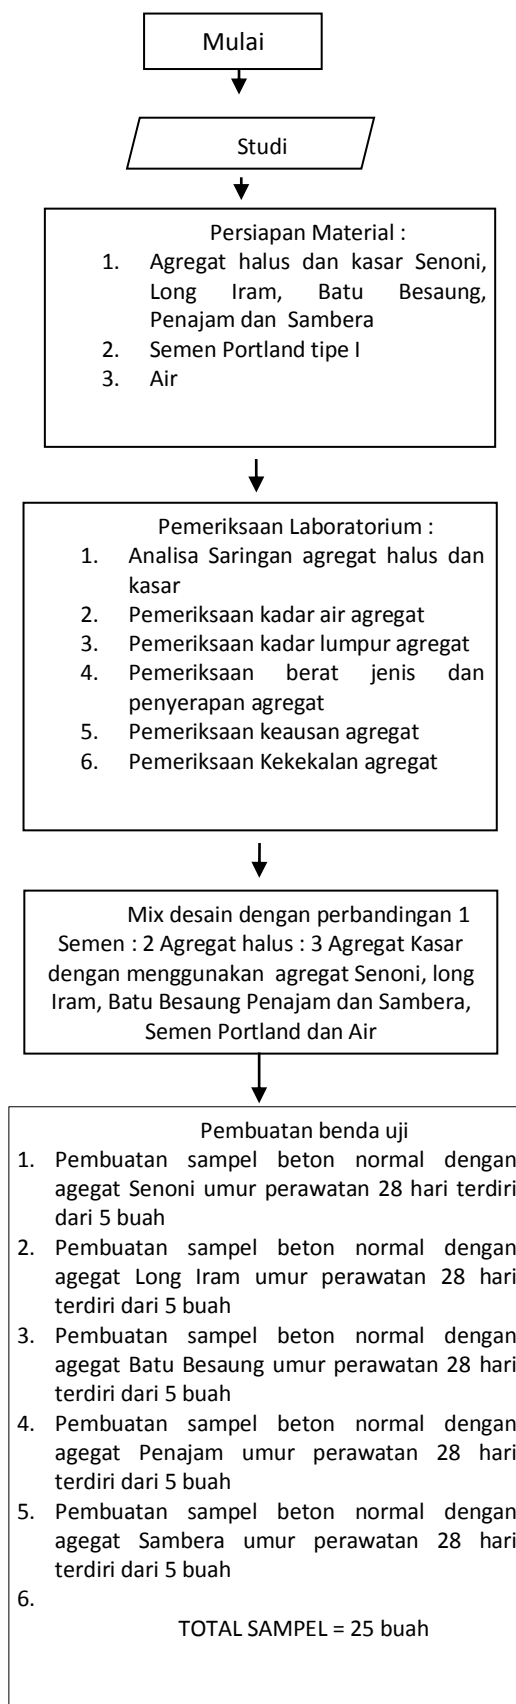 Mulai
Studi
Persiapan Material :
1. Agregat halus dan kasar Senoni,
Long Iram, Batu Besaung,
Penajam dan Sambera
2. Semen Portland tipe I
3. Air
Pemeriksaan Laboratorium :
1. Analisa Saringan agregat halus dan
kasar
2. Pemeriksaan kadar air agregat
3. Pemeriksaan kadar lumpur agregat
4. Pemeriksaan berat jenis dan
penyerapan agregat
5. Pemeriksaan keausan agregat
6. Pemeriksaan Kekekalan agregat
Mix desain dengan perbandingan 1
Semen : 2 Agregat halus : 3 Agregat Kasar
dengan menggunakan agregat Senoni, long
Iram, Batu Besaung Penajam dan Sambera,
Semen Portland dan Air
Pembuatan benda uji
1. Pembuatan sampel beton normal dengan
agegat Senoni umur perawatan 28 hari terdiri
dari 5 buah
2. Pembuatan sampel beton normal dengan
agegat Long Iram umur perawatan 28 hari
terdiri dari 5 buah
3. Pembuatan sampel beton normal dengan
agegat Batu Besaung umur perawatan 28 hari
terdiri dari 5 buah
4. Pembuatan sampel beton normal dengan
agegat Penajam umur perawatan 28 hari
terdiri dari 5 buah
5. Pembuatan sampel beton normal dengan
agegat Sambera umur perawatan 28 hari
terdiri dari 5 buah
6.
TOTAL SAMPEL = 25 buah